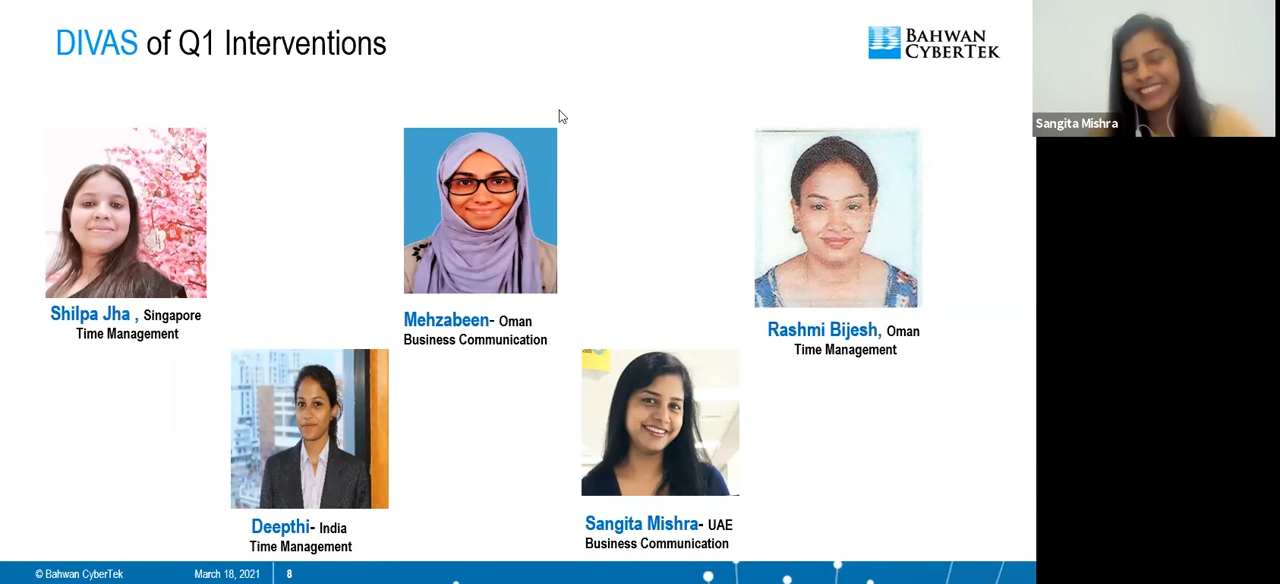 DIVAS of Q1 Interventions
BAHWAN
CYBERTEK
Sangita Mishra
Shilpa Jha , Singapore
Time Management
Mehzabeen- Oman
Business Communication
Rashmi Bijesh, Oman
Time Management
Deepthi- India
Time Management
Sangita Mishra- UAE
Business Communication
© Bahwan CyberTek
March 18, 2021
8